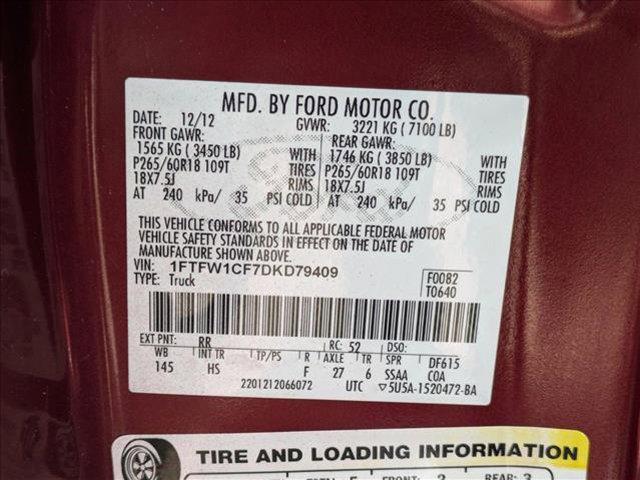 MFD. BY FORD MOTOR CO.
DATE: 12/12 GVWR: 3221 KG ( 7100 LB)
FRONT GAWR: REAR GAWR:
1565 KG ( 3450 LB) WITH 1746 KG ( 3850 LB) WITH
P265/60R18 109T TIRES P265/60R18 109T TIRES
18X7.5J RIMS 18X7.5J RIMS
AT 240 kPa/ 35 PSI COLD AT 240 kPa/ 35 PSI COLD
THIS VEHICLE CONFORMS TO ALL APPLICABLE FEDERAL MOTOR
VEHICLE SAFETY STANDARDS IN EFFECT ON THE DATE OF
MANUFACTURE SHOWN ABOVE.
VIN: 1FTFW1CF7DKD79409 F0082
TYPE: Truck T0640
EXT PNT: RR RC: 52 DSO:
WB INT TR TP/PS R AXLE TR SPR DF615
145 HS F 27 6 SSAA COA
2201212066072 UTC ▽5U5A-1520472-BA
TIRE AND LOADING INFORMATION
FRONT: 2 REAR: 3